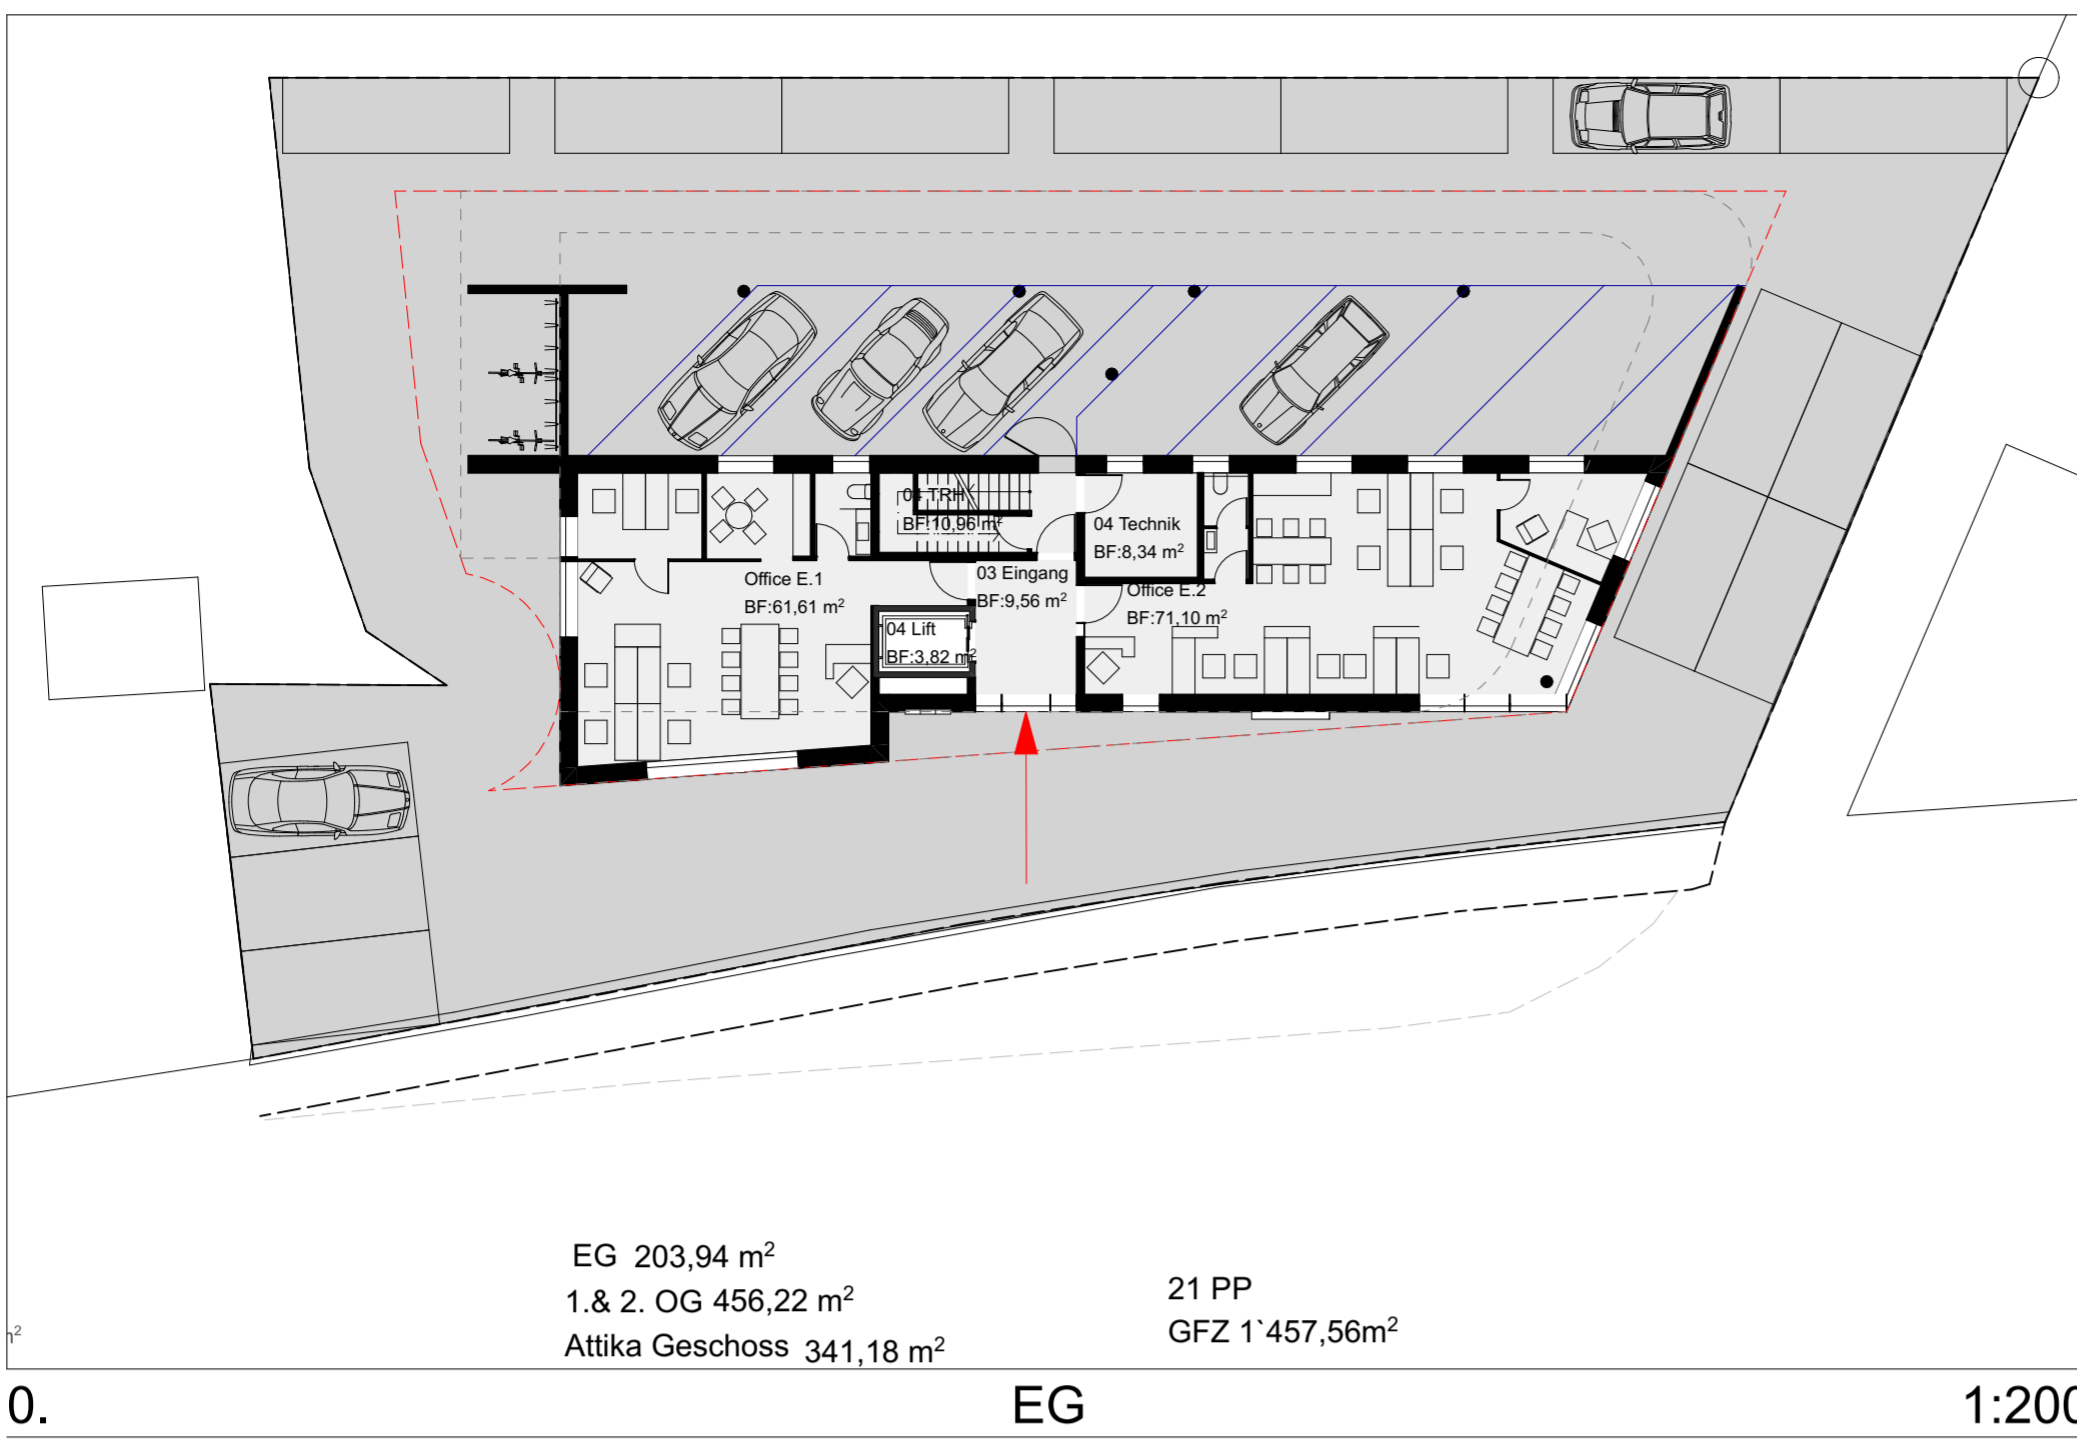 04 TRH
BF:10,96 m²
04 Technik
BF:8,34 m²
03 Eingang
BF:9,56 m²
Office E.1
BF:61,61 m²
Office E.2
BF:71,10 m²
04 Lift
BF:3,82 m²
EG 203,94 m²
1.& 2. OG 456,22 m²
Attika Geschoss 341,18 m²
21 PP
GFZ 1`457,56m²
0.
EG
1:200